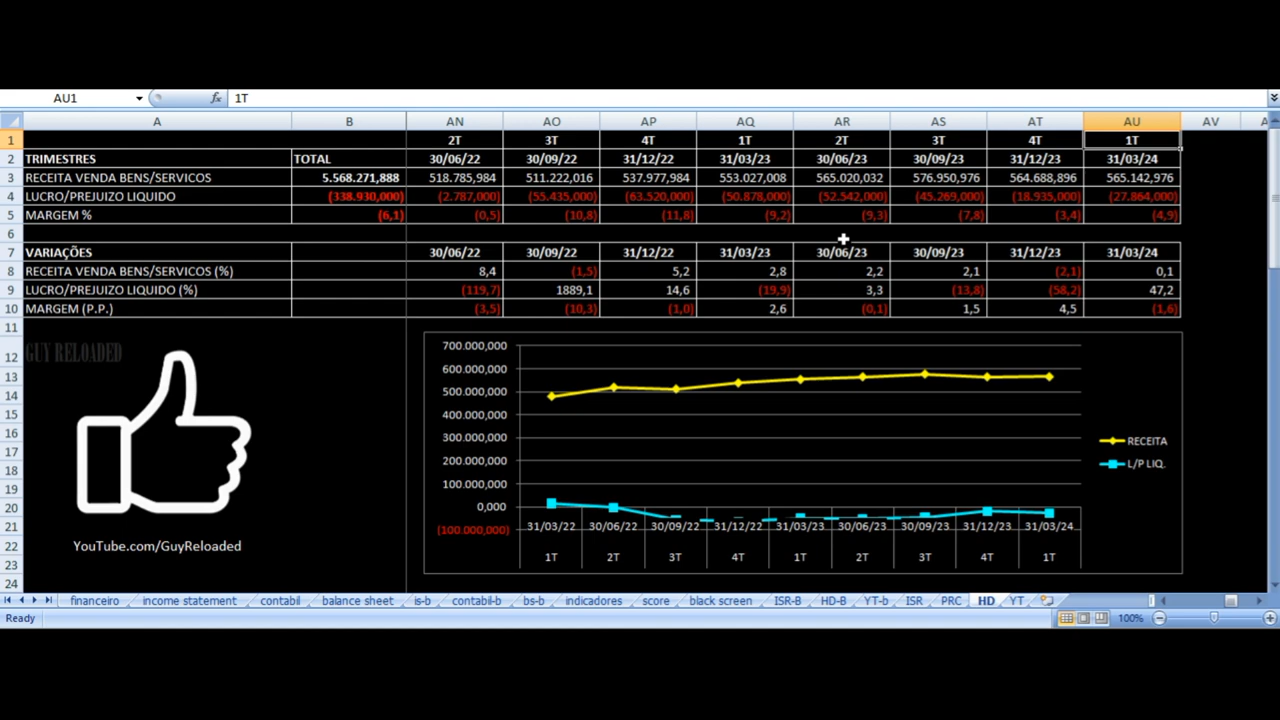 AU1 fx 1T
A B AN AO AP AQ AR AS AT AU AV A
1 2T 3T 4T 1T 2T 3T 4T 1T
2 TRIMESTRES TOTAL 30/06/22 30/09/22 31/12/22 31/03/23 30/06/23 30/09/23 31/12/23 31/03/24
3 RECEITA VENDA BENS/SERVICOS 5.568.271,888 518.785,984 511.222,016 537.977,984 553.027,008 565.020,032 576.950,976 564.688,896 565.142,976
4 LUCRO/PREJUIZO LIQUIDO (338.930,000) (2.787,000) (55.435,000) (63.520,000) (50.878,000) (52.542,000) (45.269,000) (18.935,000) (27.864,000)
5 MARGEM % (6,1) (0,5) (10,8) (11,8) (9,2) (9,3) (7,8) (3,4) (4,9)
6
7 VARIAÇÕES 30/06/22 30/09/22 31/12/22 31/03/23 30/06/23 30/09/23 31/12/23 31/03/24
8 RECEITA VENDA BENS/SERVICOS (%) 8,4 (1,5) 5,2 2,8 2,2 2,1 (2,1) 0,1
9 LUCRO/PREJUIZO LIQUIDO (%) (119,7) 1889,1 14,6 (19,9) 3,3 (13,8) (58,2) 47,2
10 MARGEM (P.P.) (3,5) (10,3) (1,0) 2,6 (0,1) 1,5 4,5 (1,6)
11
12 GUY RELOADED
13
14
15
16
17
18
19
20
21
22
23
24
YouTube.com/GuyReloaded
700.000,000
600.000,000
500.000,000
400.000,000
300.000,000
200.000,000
100.000,000
0,000
(100.000,000)
31/03/22 30/06/22 30/09/22 31/12/22 31/03/23 30/06/23 30/09/23 31/12/23 31/03/24
1T 2T 3T 4T 1T 2T 3T 4T 1T
RECEITA
L/P LIQ.
financeiro income statement contabil balance sheet is-b contabil-b bs-b indicadores score black screen ISR-B HD-B YT-b ISR PRC HD YT
Ready 100%